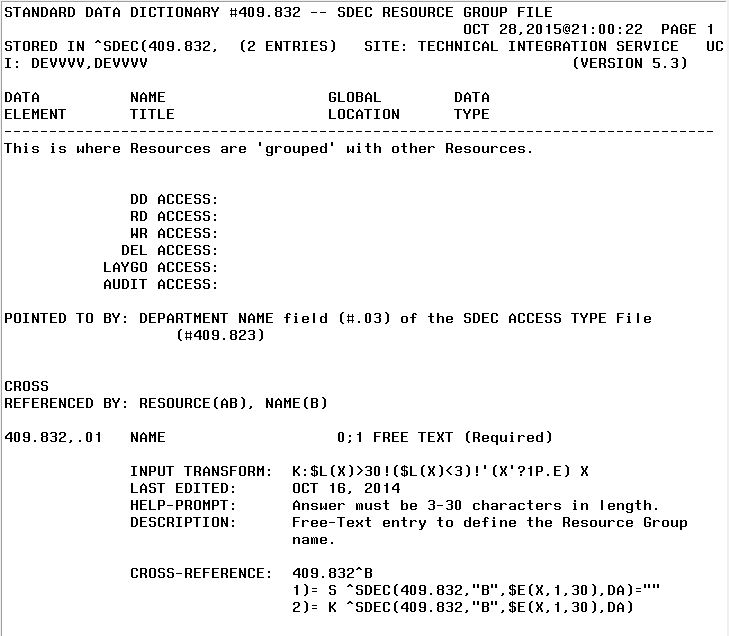 STANDARD DATA DICTIONARY #409.832 -- SDEC RESOURCE GROUP FILE
OCT 28,2015@21:00:22 PAGE 1
STORED IN ^SDEC(409.832, (2 ENTRIES) SITE: TECHNICAL INTEGRATION SERVICE UC
I: DEVVVV,DEVVVV (VERSION 5.3)
DATA NAME GLOBAL DATA
ELEMENT TITLE LOCATION TYPE
-------------------------------------------------------------------------------
This is where Resources are 'grouped' with other Resources.
DD ACCESS:
RD ACCESS:
WR ACCESS:
DEL ACCESS:
LAYGO ACCESS:
AUDIT ACCESS:
POINTED TO BY: DEPARTMENT NAME field (#.03) of the SDEC ACCESS TYPE File
(#409.823)
CROSS
REFERENCED BY: RESOURCE(AB), NAME(B)
409.832,.01 NAME 0;1 FREE TEXT (Required)
INPUT TRANSFORM: K:$L(X)>30!($L(X)<3)!'(X'?1P.E) X
LAST EDITED: OCT 16, 2014
HELP-PROMPT: Answer must be 3-30 characters in length.
DESCRIPTION: Free-Text entry to define the Resource Group
name.
CROSS-REFERENCE: 409.832^B
1)= S ^SDEC(409.832,"B",$E(X,1,30),DA)=""
2)= K ^SDEC(409.832,"B",$E(X,1,30),DA)